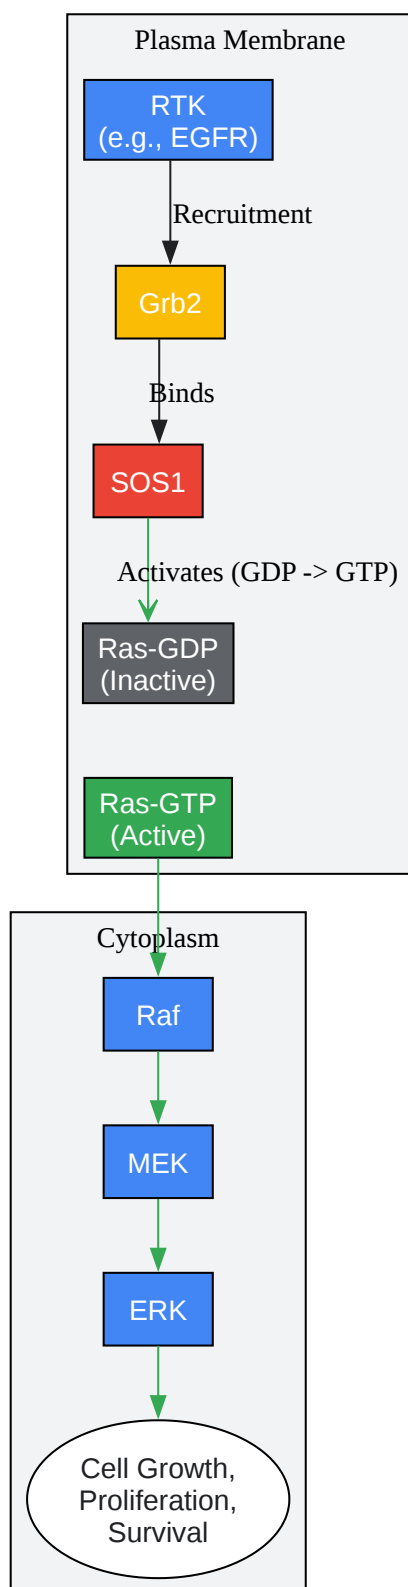 Plasma Membrane
RTK
(e.g., EGFR)
Recruitment
Grb2
Binds
SOS1
Activates (GDP -> GTP)
Ras-GDP
(Inactive)
Ras-GTP
(Active)
Cytoplasm
Raf
MEK
ERK
Cell Growth,
Proliferation,
Survival